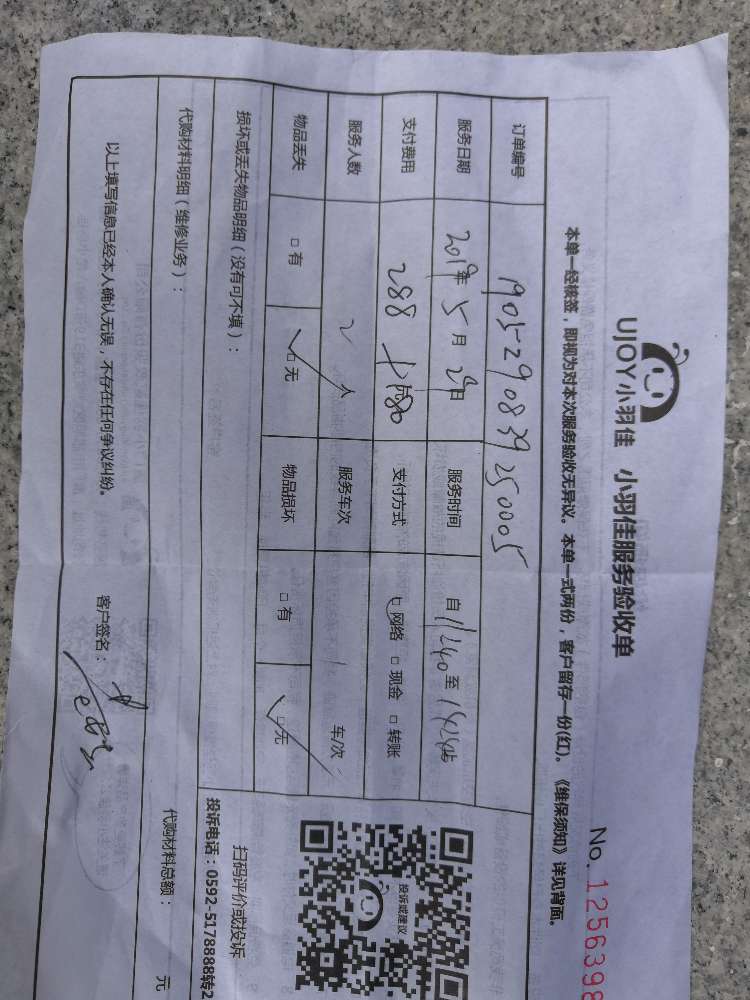 UJOY小羽佳 小羽佳服务验收单
No. 1256398
本单一经接签，即视为对本次服务验收无异议。本单一式两份，客户留存一份(红)。《维保须知》详见背面。
订单编号 1905290839250005
服务日期 2019年5月29日 服务时间 自11240至
支付费用 288 支付方式 □网络 □现金 □转账
服务人数 2人 服务车次 1 车/次
物品丢失 □有 □无 物品损坏 □有 □无
损坏或丢失物品明细（没有可不填）：
代购材料明细（维修业务）：
代购材料总额： 元
以上填写信息已经本人确认无误，不存在任何争议纠纷。
客户签名：
投诉或建议
扫码评价或投诉
投诉电话：0592-5178888转2